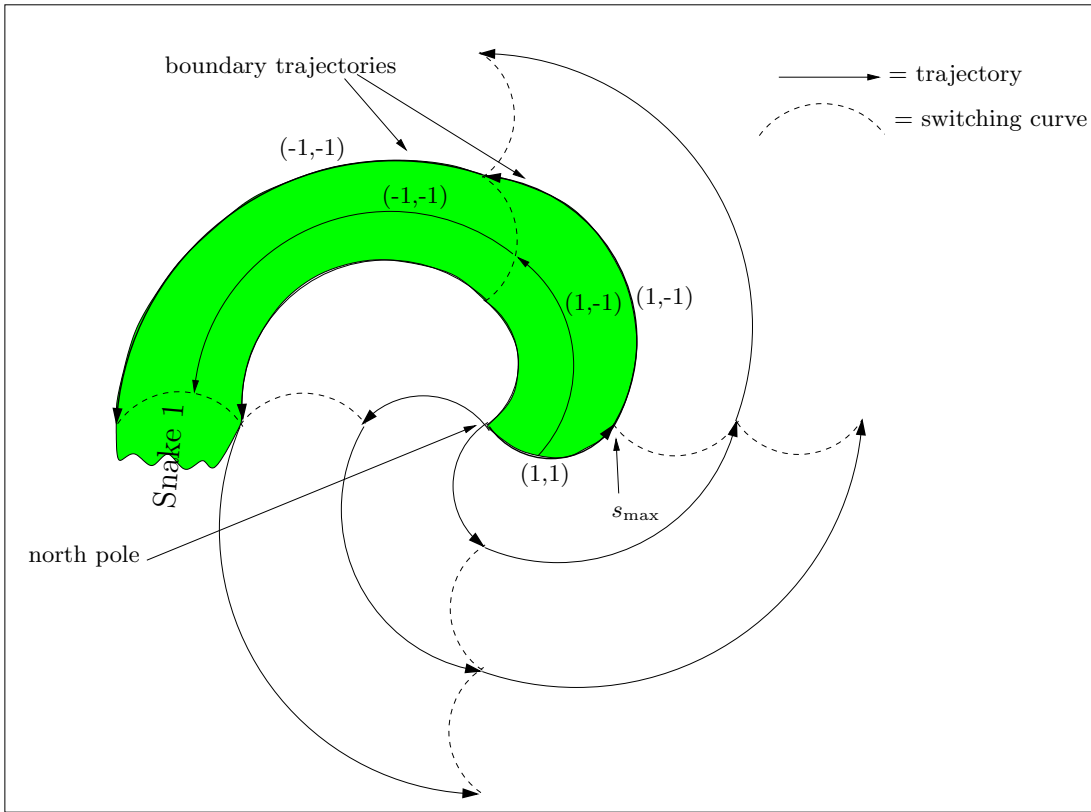 boundary trajectories
= trajectory
= switching curve
(-1,-1)
(-1,-1)
(1,-1)
(1,-1)
Snake 1
(1,1)
s_max
north pole